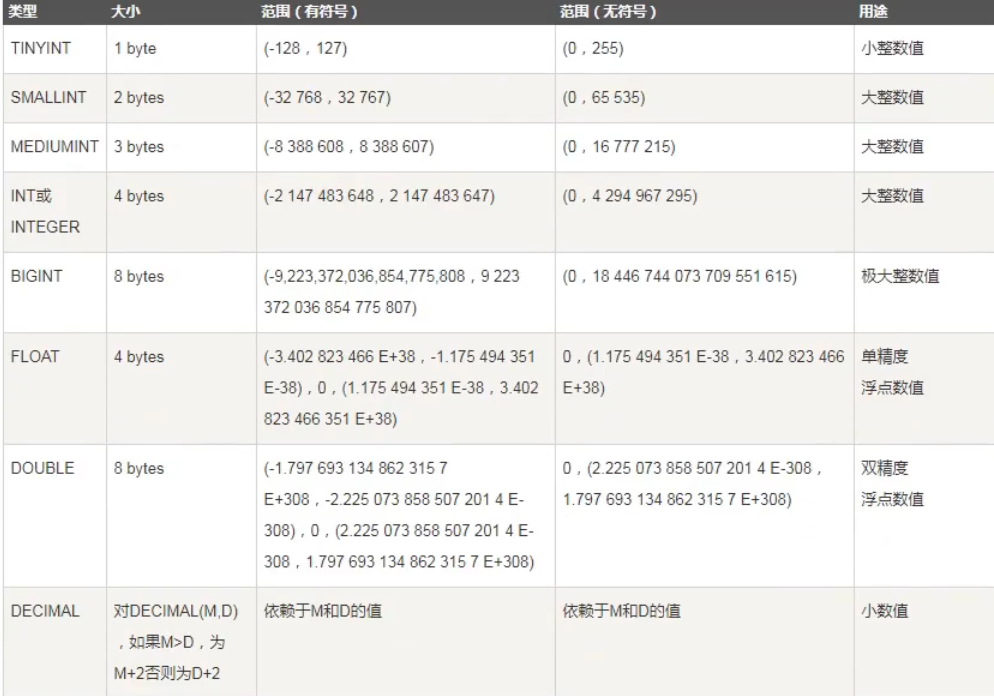 类型 大小 范围（有符号） 范围（无符号） 用途
TINYINT 1 byte (-128，127) (0，255) 小整数值
SMALLINT 2 bytes (-32 768，32 767) (0，65 535) 大整数值
MEDIUMINT 3 bytes (-8 388 608，8 388 607) (0，16 777 215) 大整数值
INT或 4 bytes (-2 147 483 648，2 147 483 647) (0，4 294 967 295) 大整数值
INTEGER
BIGINT 8 bytes (-9,223,372,036,854,775,808，9 223 (0，18 446 744 073 709 551 615) 极大整数值
372 036 854 775 807)
FLOAT 4 bytes (-3.402 823 466 E+38，-1.175 494 351 0，(1.175 494 351 E-38，3.402 823 466 单精度
E-38)，0，(1.175 494 351 E-38，3.402 E+38) 浮点数值
823 466 351 E+38)
DOUBLE 8 bytes (-1.797 693 134 862 315 7 0，(2.225 073 858 507 201 4 E-308， 双精度
E+308，-2.225 073 858 507 201 4 E- 1.797 693 134 862 315 7 E+308) 浮点数值
308)，0，(2.225 073 858 507 201 4 E-
308，1.797 693 134 862 315 7 E+308)
DECIMAL 对DECIMAL(M,D) 依赖于M和D的值 依赖于M和D的值 小数值
，如果M>D，为
M+2否则为D+2